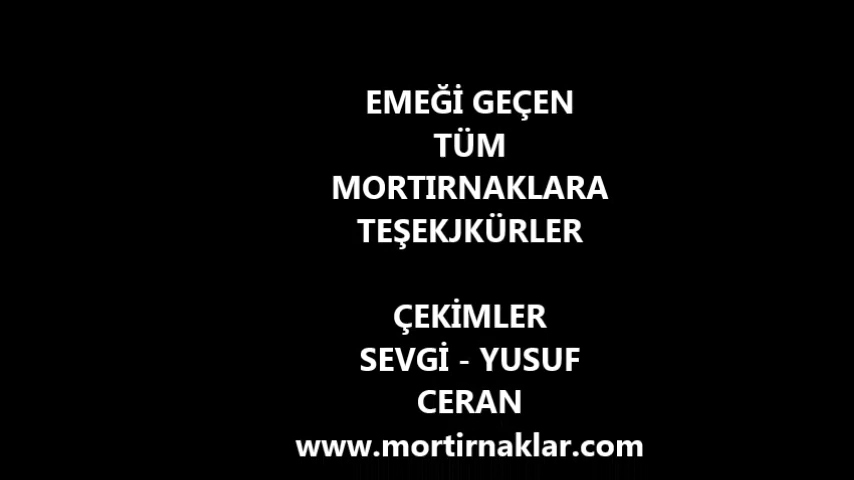 EMEĞİ GEÇEN
TÜM
MORTIRNAKLARA
TEŞEKJKÜRLER
ÇEKİMLER
SEVGİ - YUSUF
CERAN
www.mortirnaklar.com